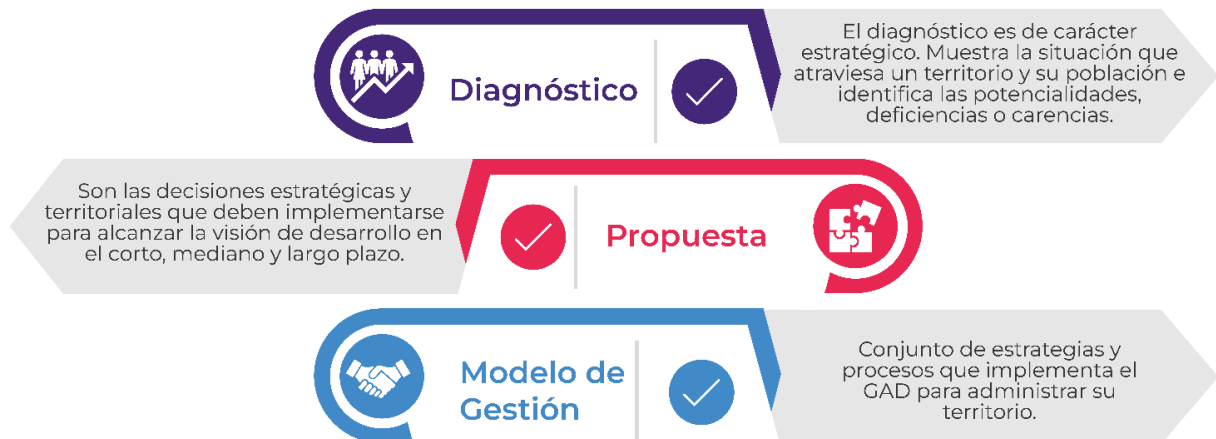 Diagnóstico
El diagnóstico es de carácter
estratégico. Muestra la situación que
atraviesa un territorio y su población e
identifica las potencialidades,
deficiencias o carencias.
Son las decisiones estratégicas y
territoriales que deben implementarse
para alcanzar la visión de desarrollo en
el corto, mediano y largo plazo.
Propuesta
Modelo de
Gestión
Conjunto de estrategias y
procesos que implementa el
GAD para administrar su
territorio.